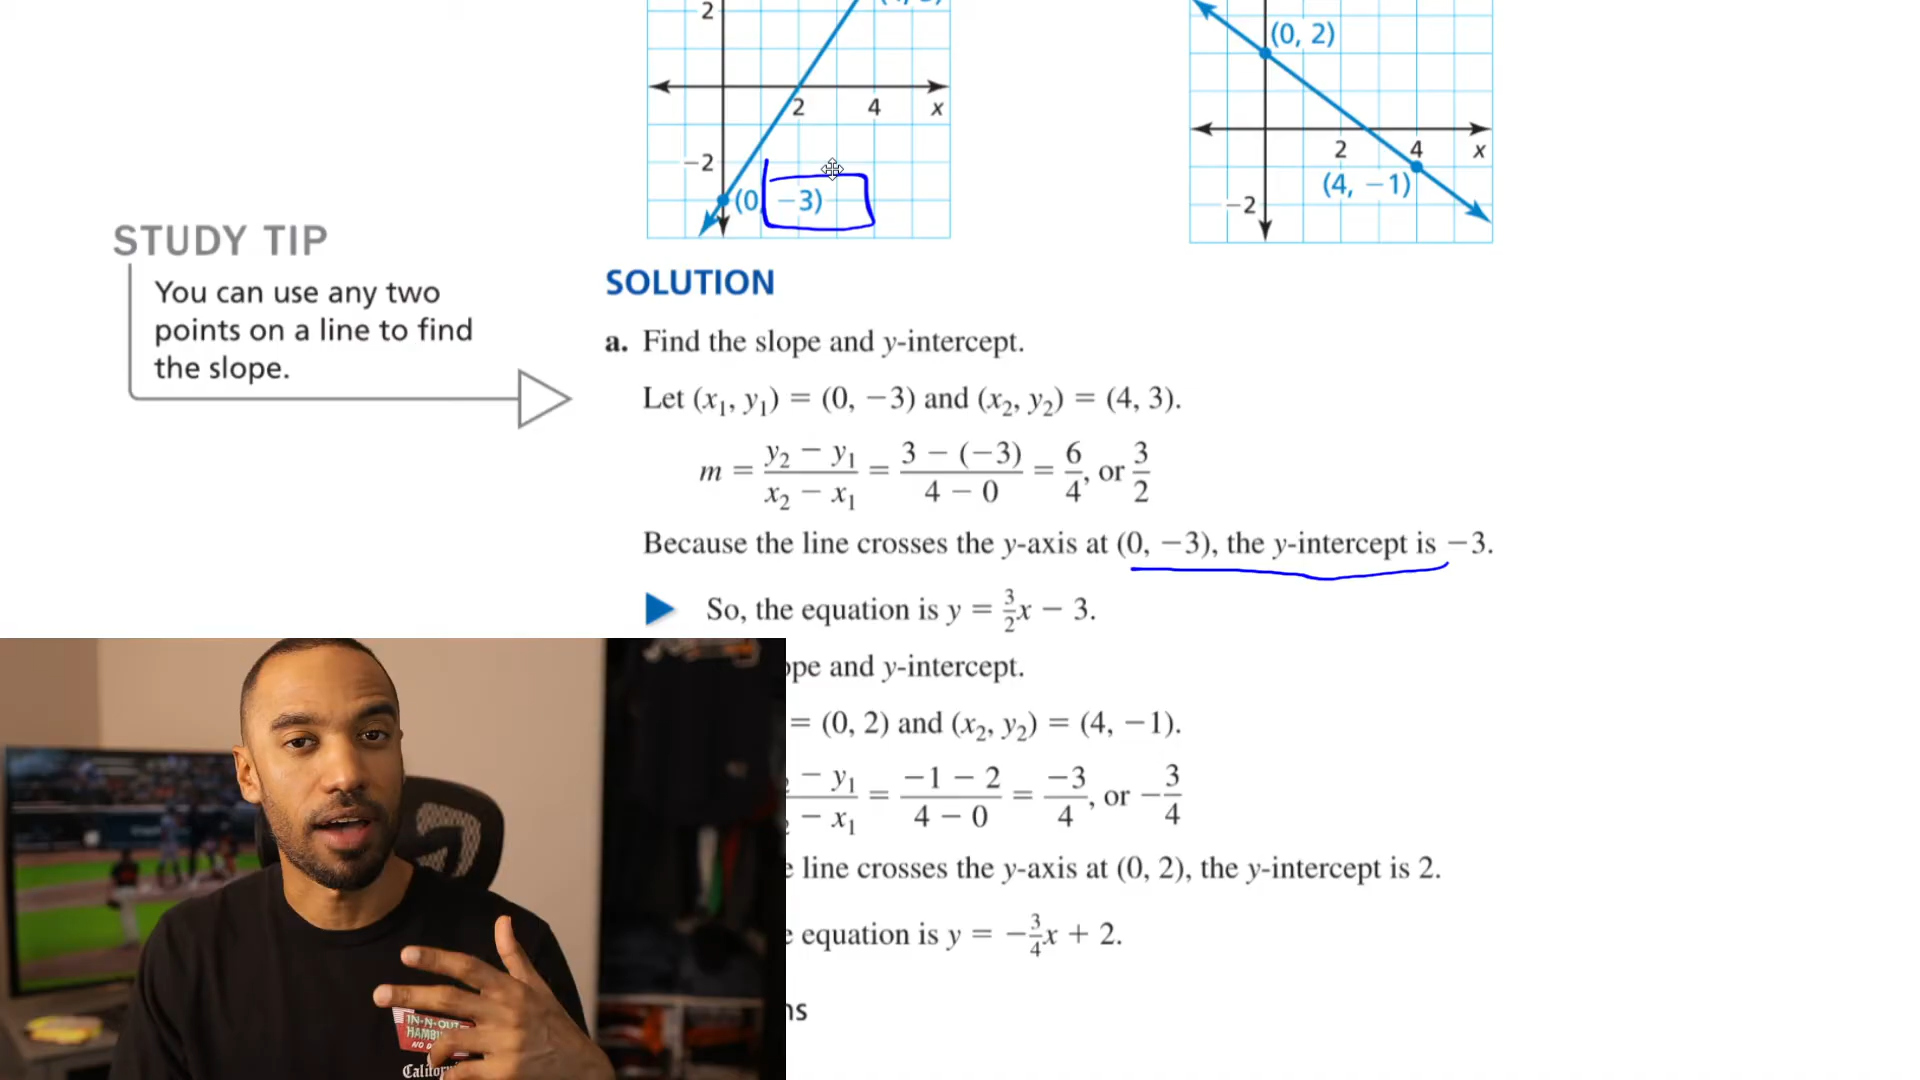 2
(0, 2)
2
4
x
2
4
x
−2
(0, −3)
(4, −1)
−2
STUDY TIP
You can use any two
points on a line to find
the slope.
SOLUTION
a. Find the slope and y-intercept.
Let (x₁, y₁) = (0, −3) and (x₂, y₂) = (4, 3).
m = (y₂ − y₁)/(x₂ − x₁) = (3 − (−3))/(4 − 0) = 6/4, or 3/2
Because the line crosses the y-axis at (0, −3), the y-intercept is −3.
So, the equation is y = 3/2x − 3.
pe and y-intercept.
= (0, 2) and (x₂, y₂) = (4, −1).
− y₁ / − x₁ = (−1 − 2)/(4 − 0) = −3/4, or −3/4
e line crosses the y-axis at (0, 2), the y-intercept is 2.
e equation is y = −3/4x + 2.
ns
IN-N-OUT
HAMBU
NO D
Califor